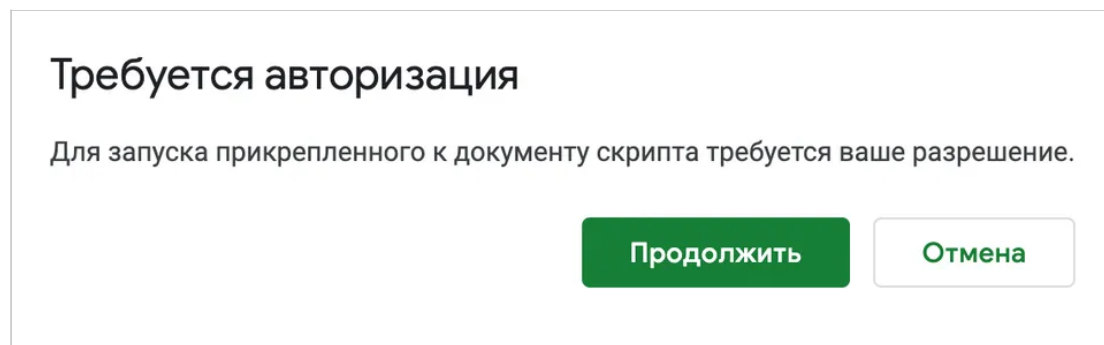 Требуется авторизация
Для запуска прикрепленного к документу скрипта требуется ваше разрешение.
Продолжить
Отмена